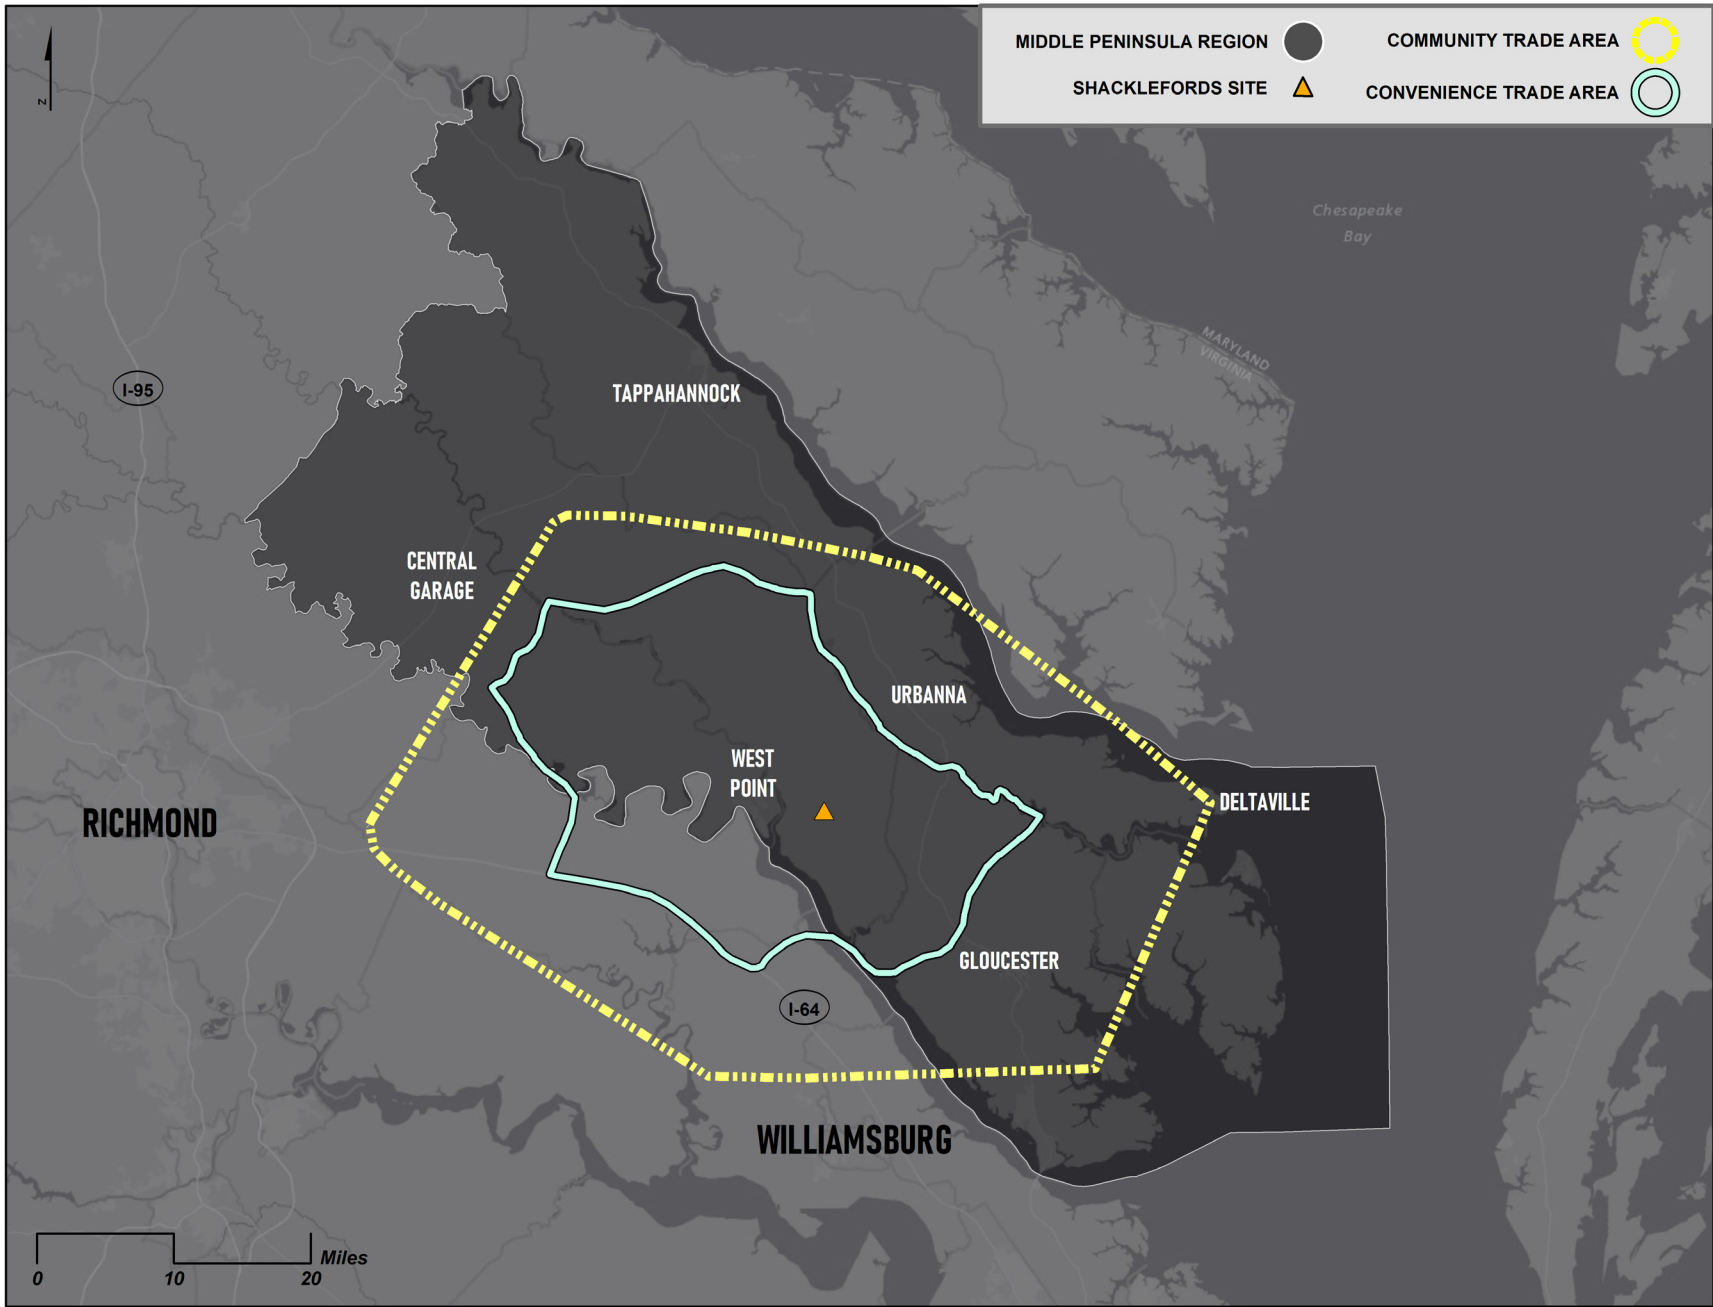 MIDDLE PENINSULA REGION
COMMUNITY TRADE AREA
SHACKLEFORDS SITE
CONVENIENCE TRADE AREA
Z
Chesapeake
Bay
MARYLAND
VIRGINIA
I-95
TAPPAHANNOCK
CENTRAL
GARAGE
URBANNA
WEST
POINT
DELTAVILLE
RICHMOND
GLOUCESTER
I-64
WILLIAMSBURG
Miles
0 10 20